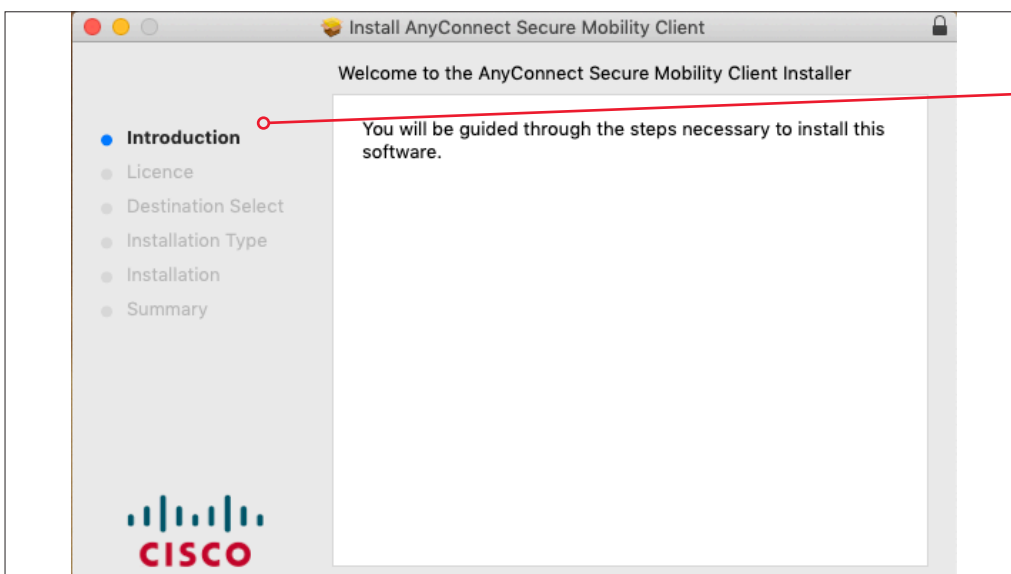 Install AnyConnect Secure Mobility Client
Welcome to the AnyConnect Secure Mobility Client Installer
Introduction
Licence
Destination Select
Installation Type
Installation
Summary
You will be guided through the steps necessary to install this
software.
CISCO